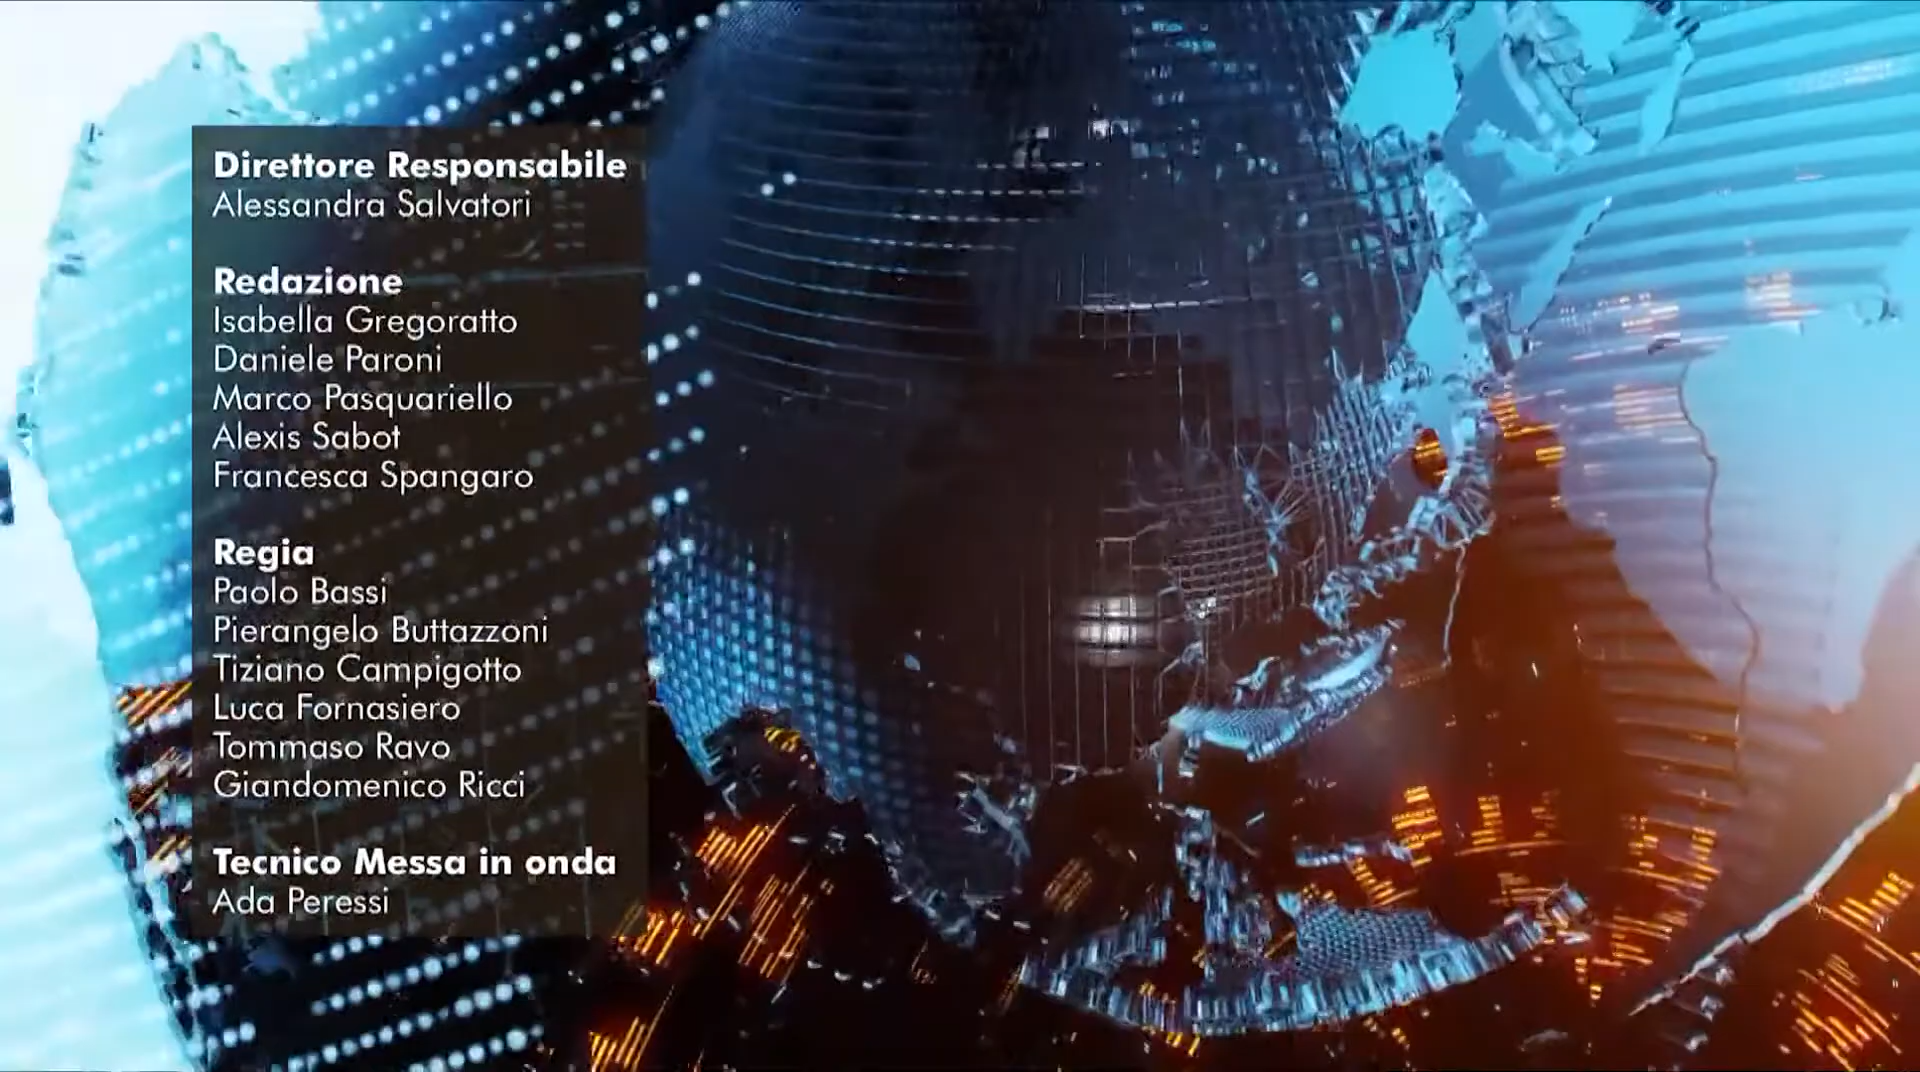 Direttore Responsabile
Alessandra Salvatori
Redazione
Isabella Gregoratto
Daniele Paroni
Marco Pasquariello
Alexis Sabot
Francesca Spangaro
Regia
Paolo Bassi
Pierangelo Buttazzoni
Tiziano Campigotto
Luca Fornasiero
Tommaso Ravo
Giandomenico Ricci
Tecnico Messa in onda
Ada Peressi